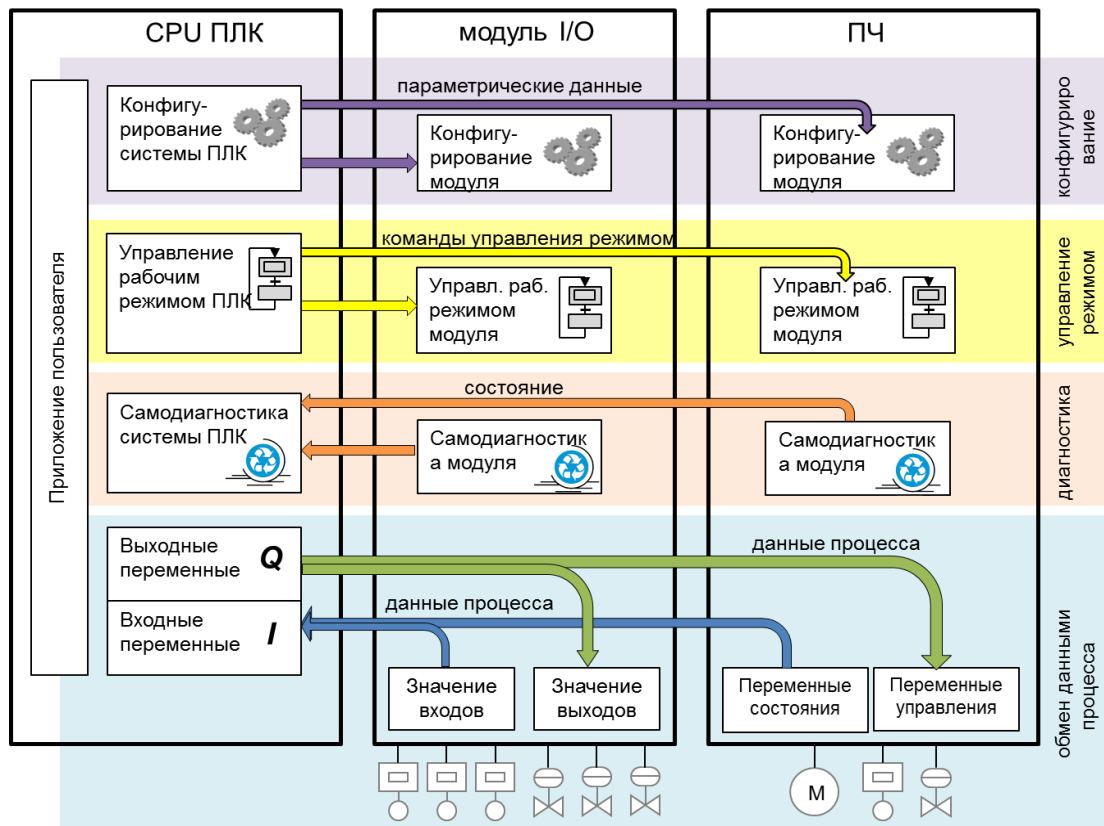 CPU ПЛК
модуль I/O
ПЧ
Приложение пользователя
параметрические данные
Конфигу-
рирование
системы ПЛК
Конфигу-
рирование
модуля
Конфигу-
рирование
модуля
конфигуриро
вание
команды управления режимом
Управление
рабочим
режимом ПЛК
Управл. раб.
режимом
модуля
Управл. раб.
режимом
модуля
управление
режимом
состояние
Самодиагностика
системы ПЛК
Самодиагностик
а модуля
Самодиагностик
а модуля
диагностика
Выходные
переменные
Q
данные процесса
Входные
переменные
I
данные процесса
Значение
входов
Значение
выходов
Переменные
состояния
Переменные
управления
обмен данными
процесса
M